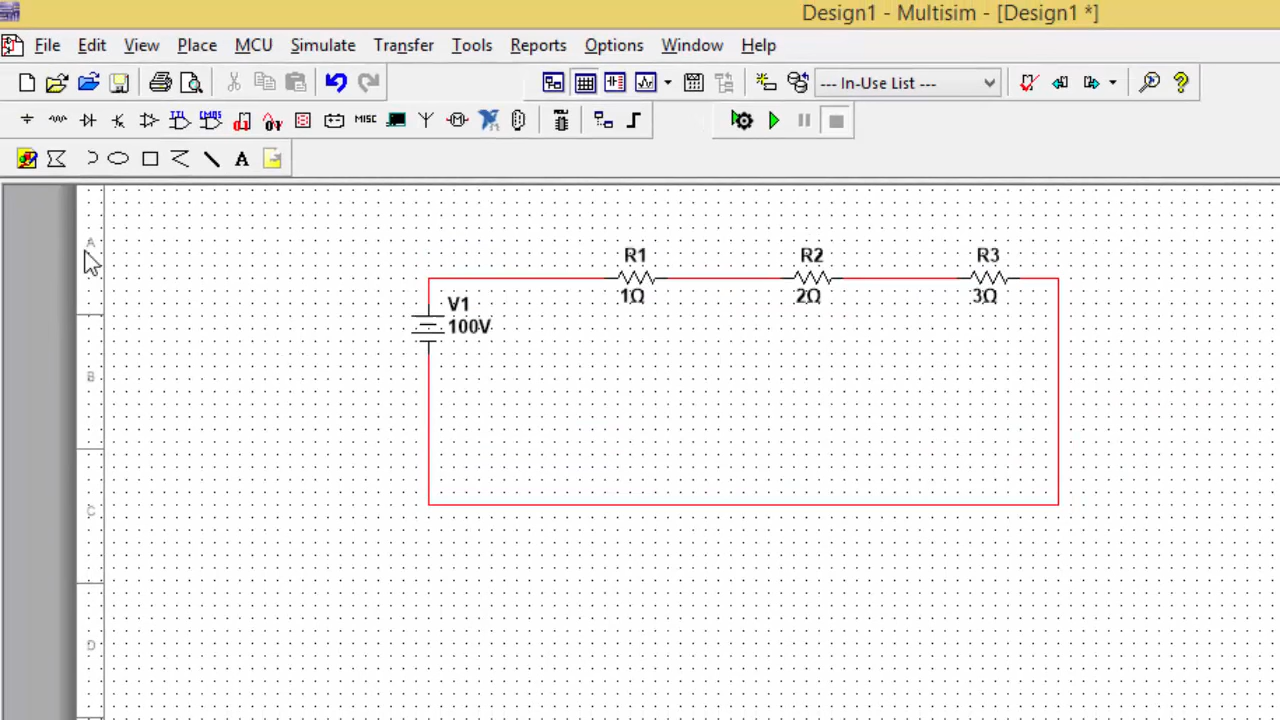 Design1 - Multisim - [Design1 *]
File Edit View Place MCU Simulate Transfer Tools Reports Options Window Help
--- In-Use List ---
MISC
A
R1 R2 R3
1Ω 2Ω 3Ω
V1
100V
B
C
D